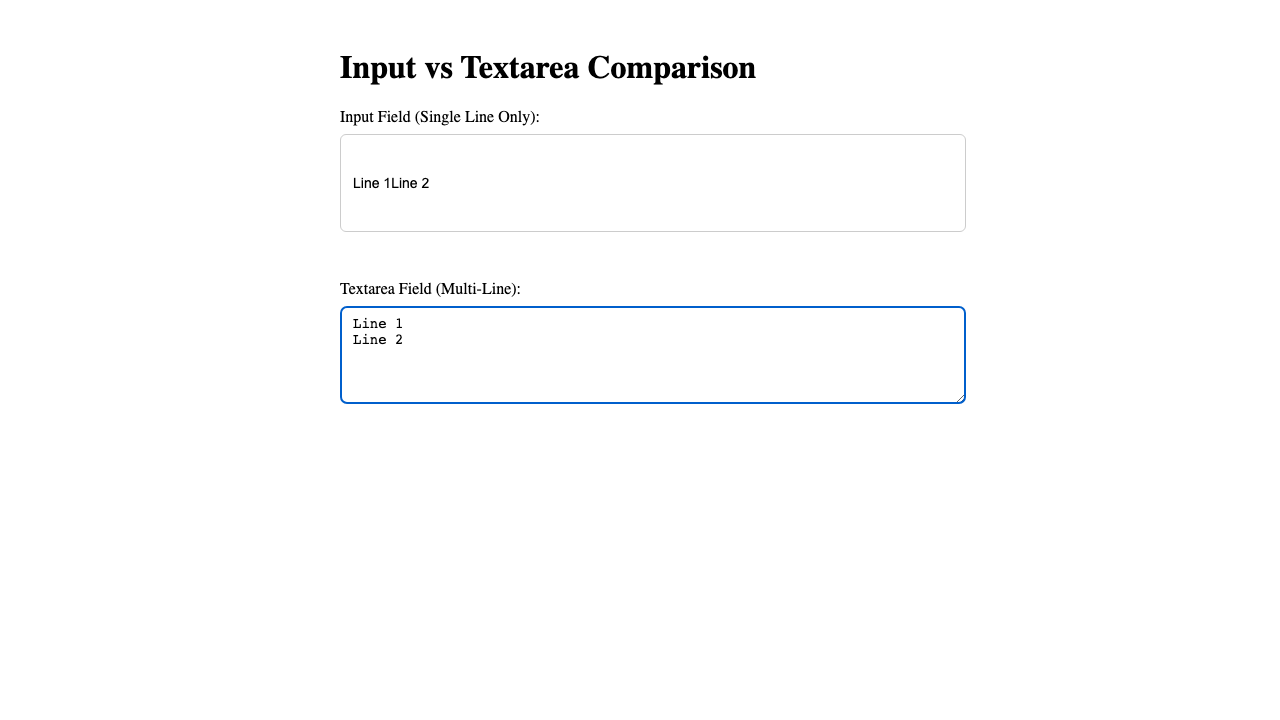 Input vs Textarea Comparison
Input Field (Single Line Only):
Line 1Line 2
Textarea Field (Multi-Line):
Line 1
Line 2